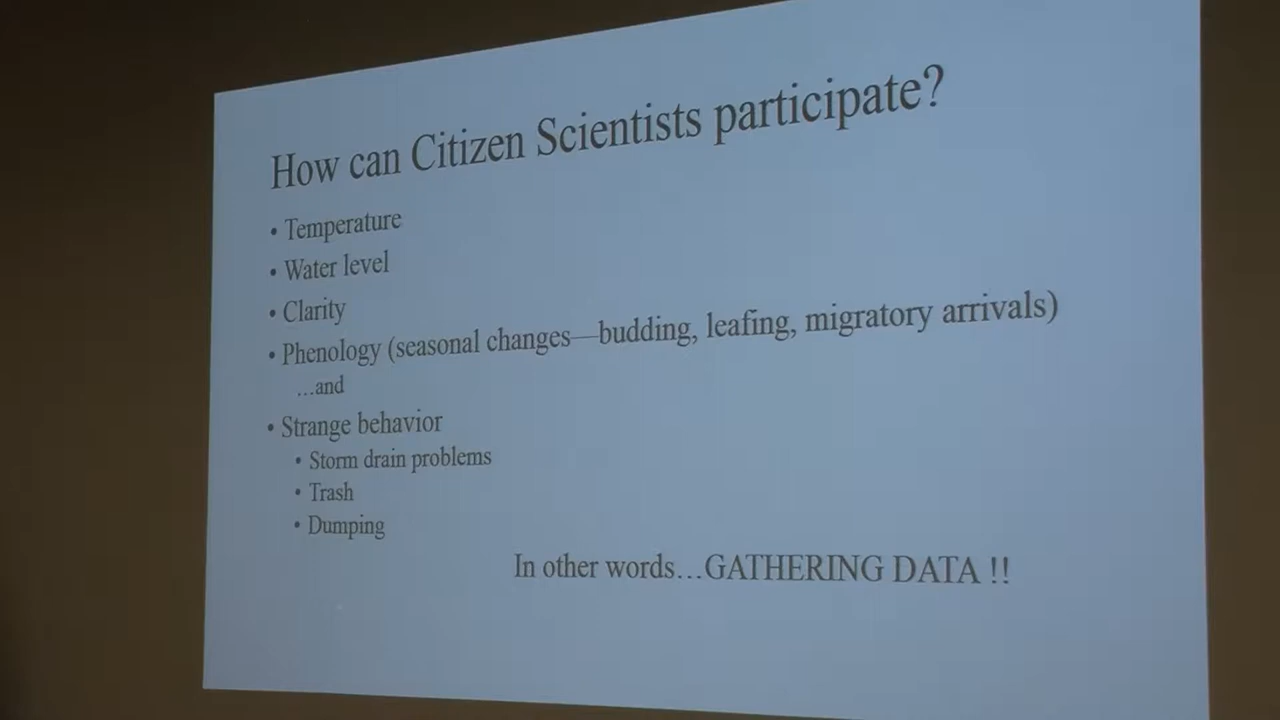 How can Citizen Scientists participate?
• Temperature
• Water level
• Clarity
• Phenology (seasonal changes—budding, leafing, migratory arrivals)
…and
• Strange behavior
• Storm drain problems
• Trash
• Dumping
In other words…GATHERING DATA !!